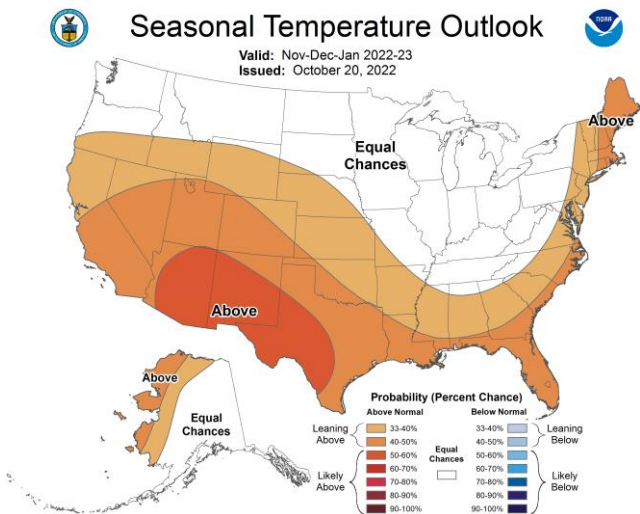 Seasonal Temperature Outlook
NOAA
Valid: Nov-Dec-Jan 2022-23
Issued: October 20, 2022
Above
Equal
Chances
Above
Above
Equal
Chances
Probability (Percent Chance)
Above Normal
Below Normal
Leaning
Above
33-40%
40-50%
Likely
Above
50-60%
60-70%
70-80%
80-90%
90-100%
Equal
Chances
33-40%
40-50%
Leaning
Below
50-60%
60-70%
70-80%
80-90%
90-100%
Likely
Below